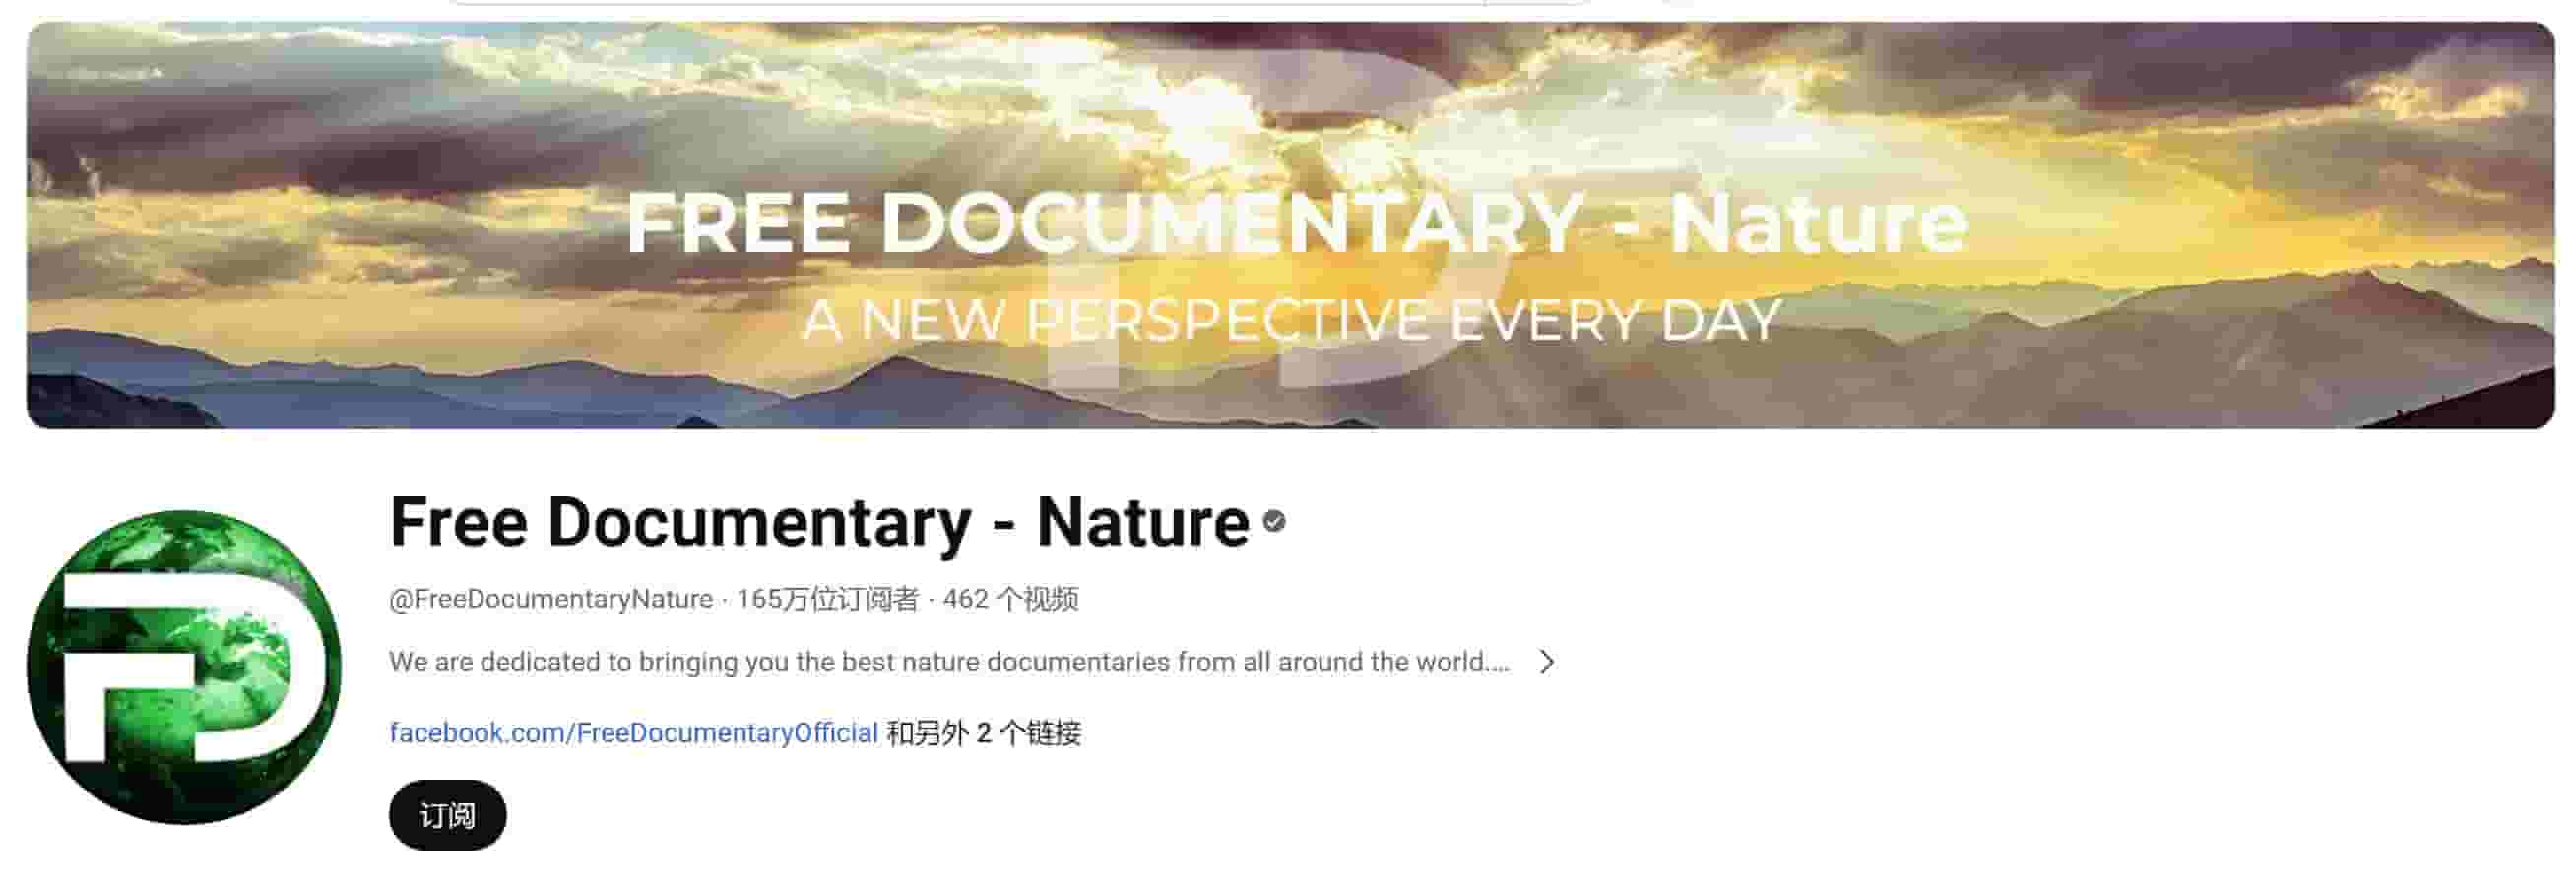 FREE DOCUMENTARY - Nature
A NEW PERSPECTIVE EVERY DAY
Free Documentary - Nature
@FreeDocumentaryNature · 165万位订阅者 · 462 个视频
We are dedicated to bringing you the best nature documentaries from all around the world....
facebook.com/FreeDocumentaryOfficial 和另外 2 个链接
订阅